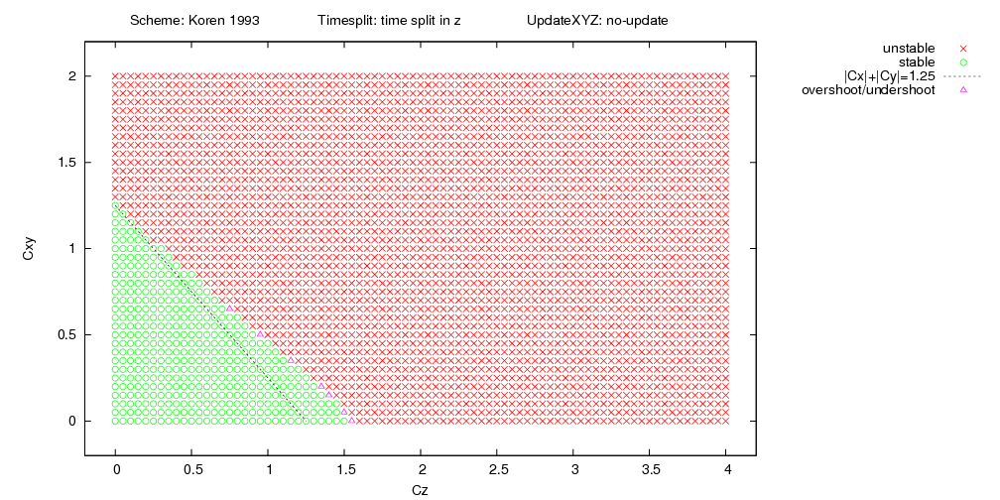 Scheme: Koren 1993 Timesplit: time split in z UpdateXYZ: no-update
unstable
stable
|Cx|+|Cy|=1.25
overshoot/undershoot
2
1.5
1
0.5
0
Cxy
0 0.5 1 1.5 2 2.5 3 3.5 4
Cz